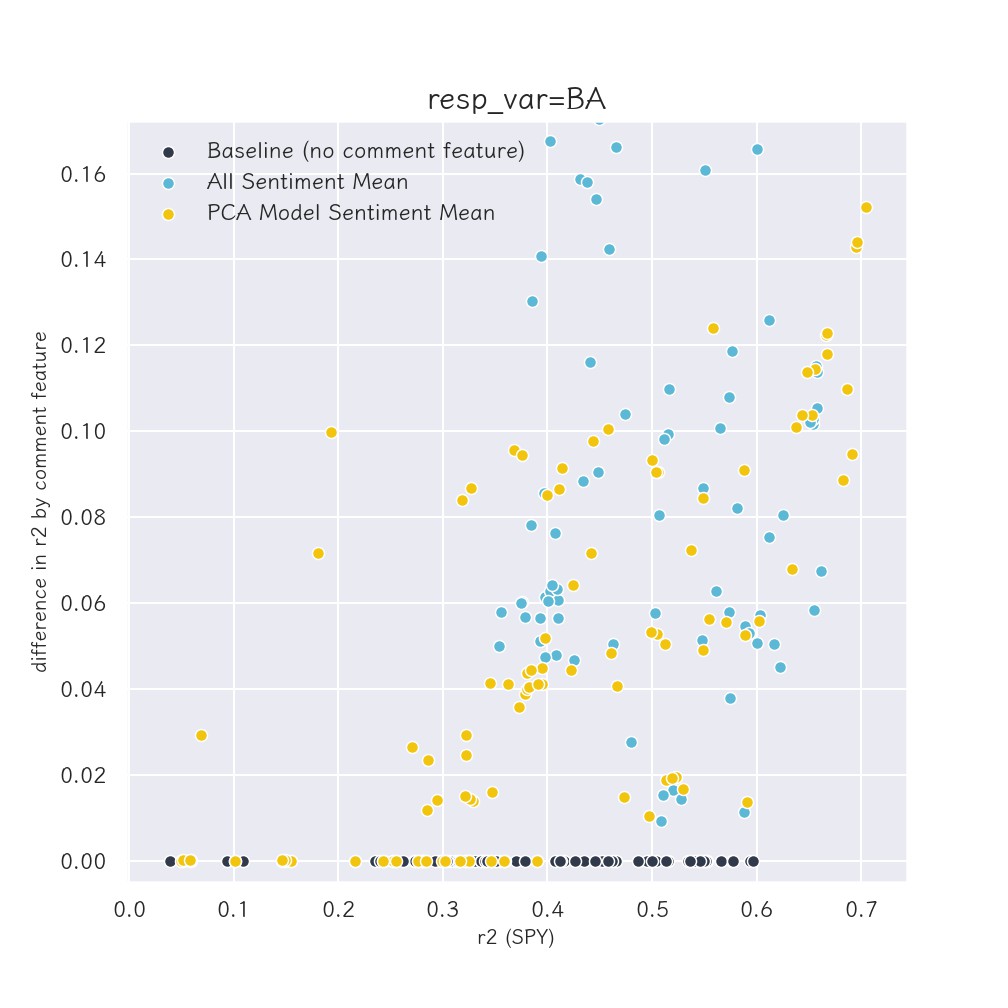 resp_var=BA
Baseline (no comment feature)
All Sentiment Mean
PCA Model Sentiment Mean
0.16
0.14
0.12
0.10
0.08
0.06
0.04
0.02
0.00
difference in r2 by comment feature
0.0 0.1 0.2 0.3 0.4 0.5 0.6 0.7
r2 (SPY)